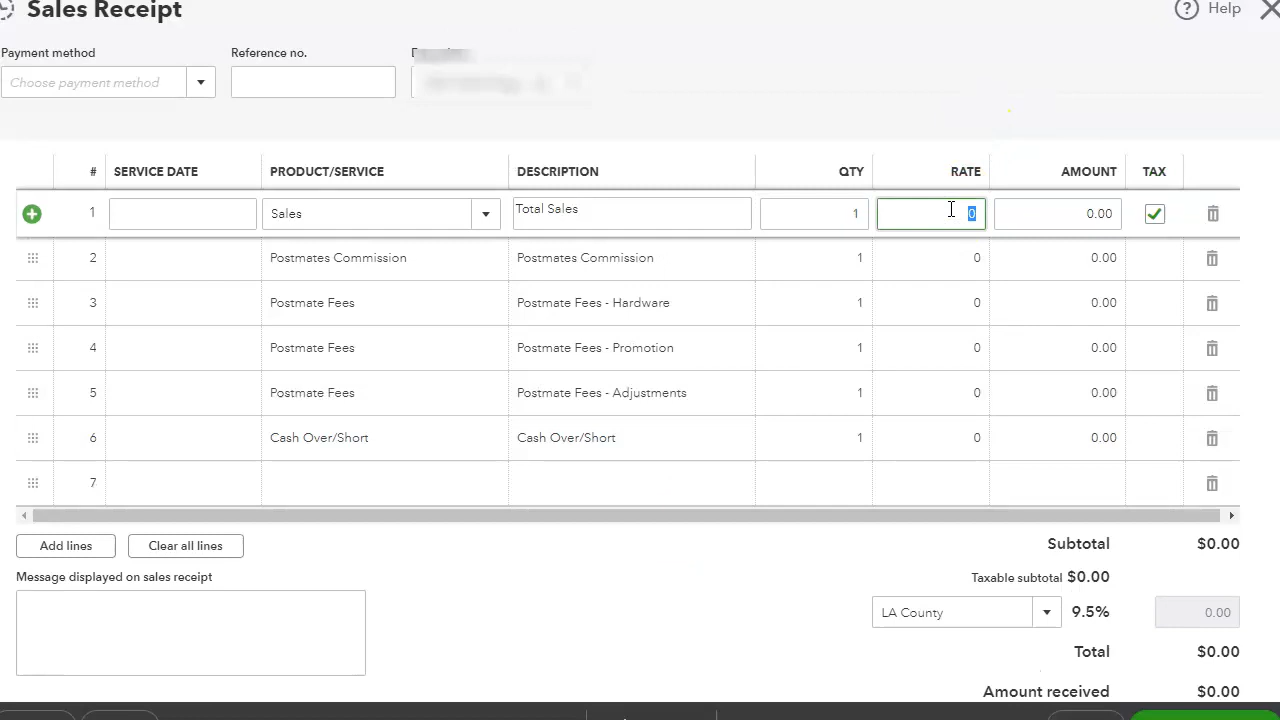 Sales Receipt
Help
Payment method
Reference no.
Choose payment method
# SERVICE DATE PRODUCT/SERVICE DESCRIPTION QTY RATE AMOUNT TAX
1 Sales Total Sales 1 0 0.00
2 Postmates Commission Postmates Commission 1 0 0.00
3 Postmate Fees Postmate Fees - Hardware 1 0 0.00
4 Postmate Fees Postmate Fees - Promotion 1 0 0.00
5 Postmate Fees Postmate Fees - Adjustments 1 0 0.00
6 Cash Over/Short Cash Over/Short 1 0 0.00
7
Add lines Clear all lines
Subtotal $0.00
Message displayed on sales receipt
Taxable subtotal $0.00
LA County 9.5% 0.00
Total $0.00
Amount received $0.00